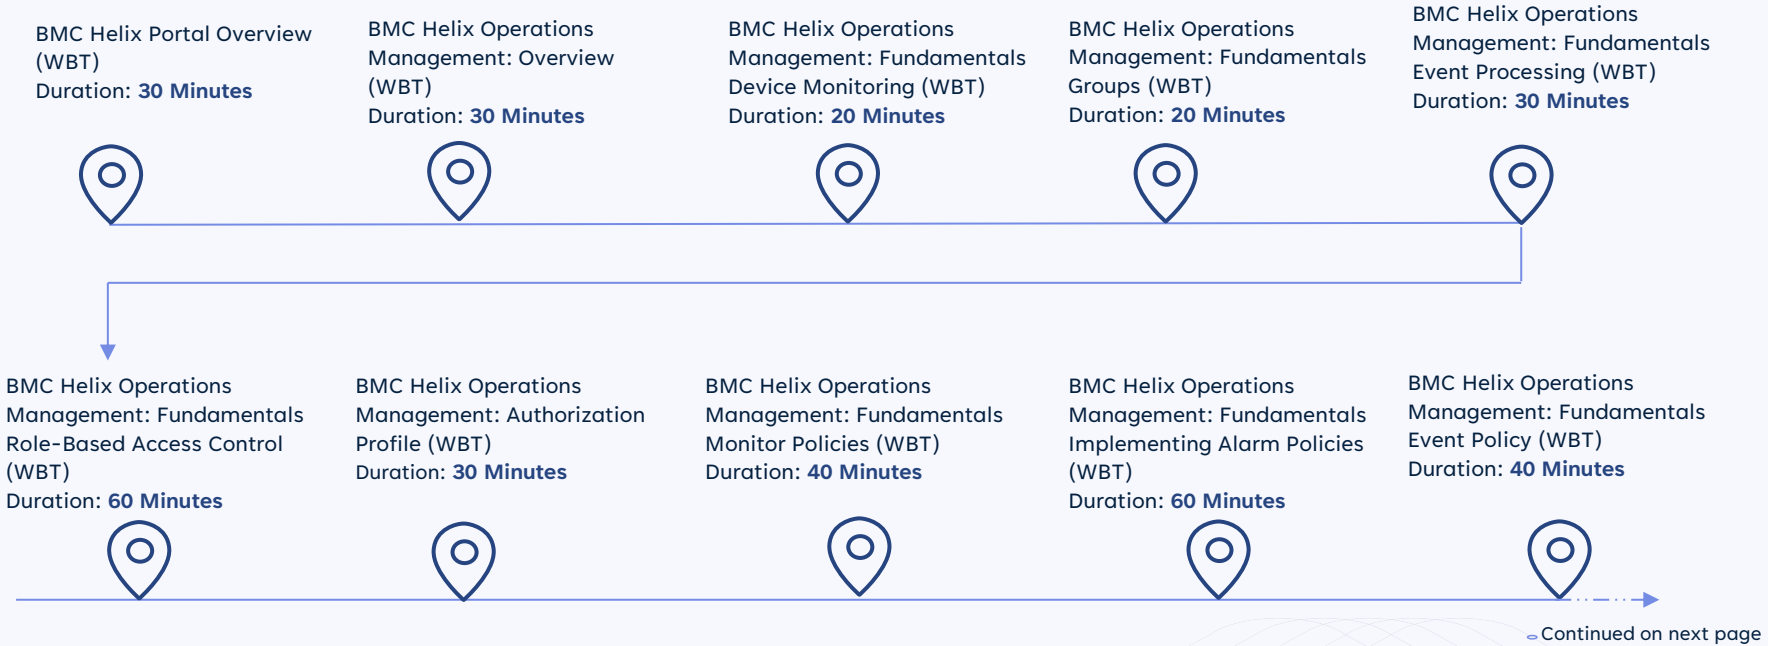 BMC Helix Portal Overview
(WBT)
Duration: 30 Minutes
BMC Helix Operations
Management: Overview
(WBT)
Duration: 30 Minutes
BMC Helix Operations
Management: Fundamentals
Device Monitoring (WBT)
Duration: 20 Minutes
BMC Helix Operations
Management: Fundamentals
Groups (WBT)
Duration: 20 Minutes
BMC Helix Operations
Management: Fundamentals
Event Processing (WBT)
Duration: 30 Minutes
BMC Helix Operations
Management: Fundamentals
Role-Based Access Control
(WBT)
Duration: 60 Minutes
BMC Helix Operations
Management: Authorization
Profile (WBT)
Duration: 30 Minutes
BMC Helix Operations
Management: Fundamentals
Monitor Policies (WBT)
Duration: 40 Minutes
BMC Helix Operations
Management: Fundamentals
Implementing Alarm Policies
(WBT)
Duration: 60 Minutes
BMC Helix Operations
Management: Fundamentals
Event Policy (WBT)
Duration: 40 Minutes
Continued on next page